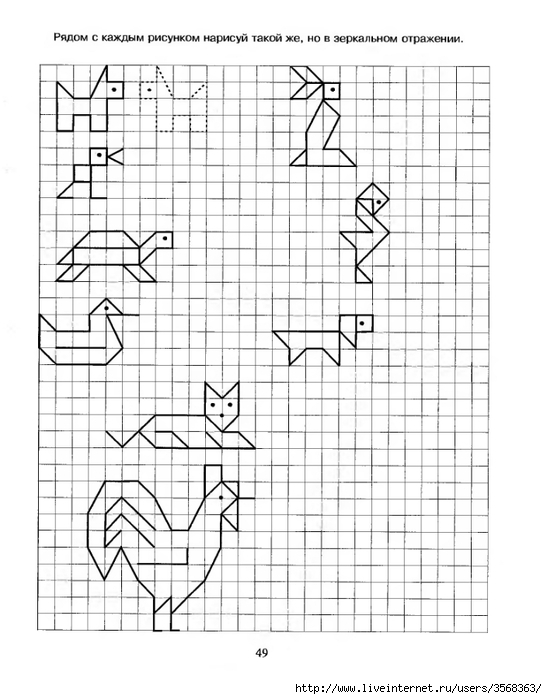 Рядом с каждым рисунком нарисуй такой же, но в зеркальном отражении.
49
http://www.liveinternet.ru/users/3568363/